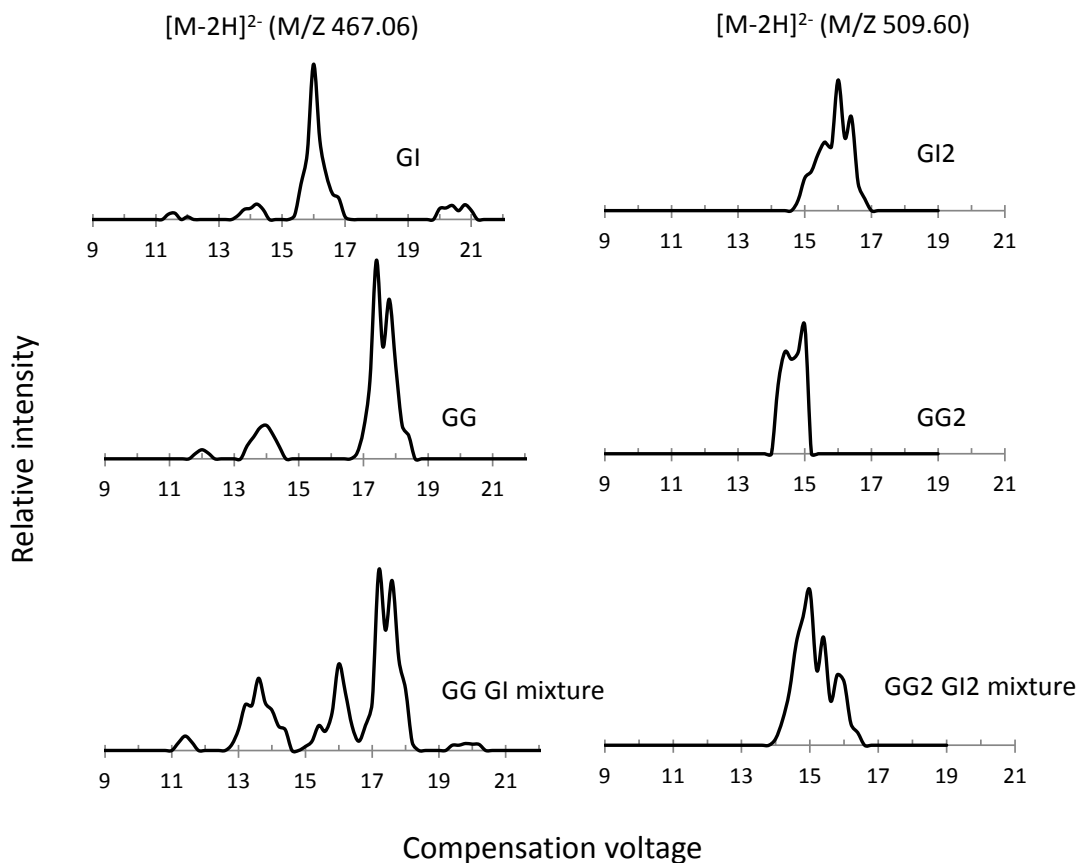 [M-2H]2- (M/Z 467.06)
[M-2H]2- (M/Z 509.60)
GI
9 11 13 15 17 19 21
GI2
9 11 13 15 17 19 21
GG
9 11 13 15 17 19 21
GG2
9 11 13 15 17 19 21
GG GI mixture
9 11 13 15 17 19 21
GG2 GI2 mixture
9 11 13 15 17 19 21
Relative intensity
Compensation voltage